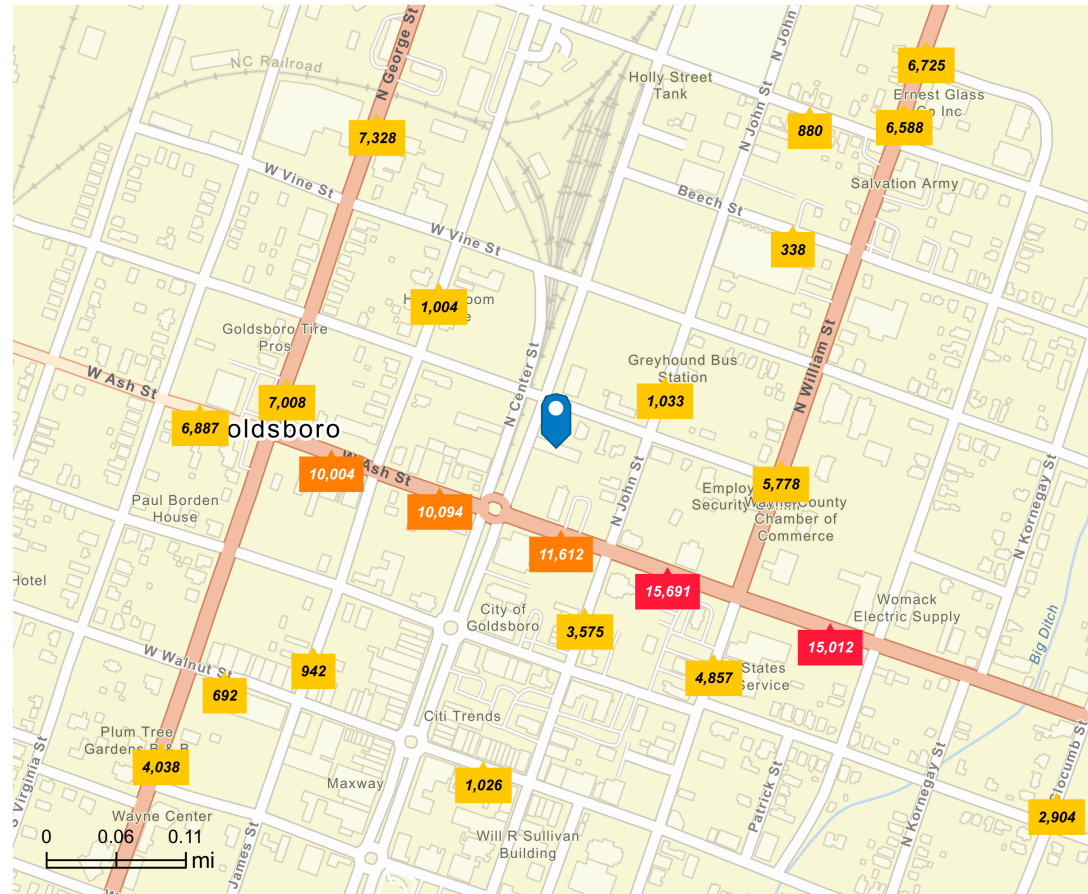 N George St
N John
6,725
NC Railroad
Holly Street
Tank
N John St
Ernest Glass
Co Inc
7,328
880
6,588
W Vine St
Salvation Army
Beech St
W Vine St
338
1,004
Goldsboro Tire
Pros
N Center St
Greyhound Bus
Station
N William St
W Ash St
7,008
1,033
6,887
oldsboro
W Ash St
10,004
5,778
N John St
Security
County
Chamber of
Commerce
Paul Borden
House
10,094
N Kornegay St
11,612
Hotel
15,691
Womack
Electric Supply
City of
Goldsboro
3,575
15,012
Big Ditch
W Walnut St
942
4,857
States
Service
692
Citi Trends
Plum Tree
Gardens B & B
4,038
S Virginia St
Maxway
1,026
Patrick St
N Kornegay St
Slocumb St
2,904
Wayne Center
James St
Will R Sullivan
Building
0 0.06 0.11
mi